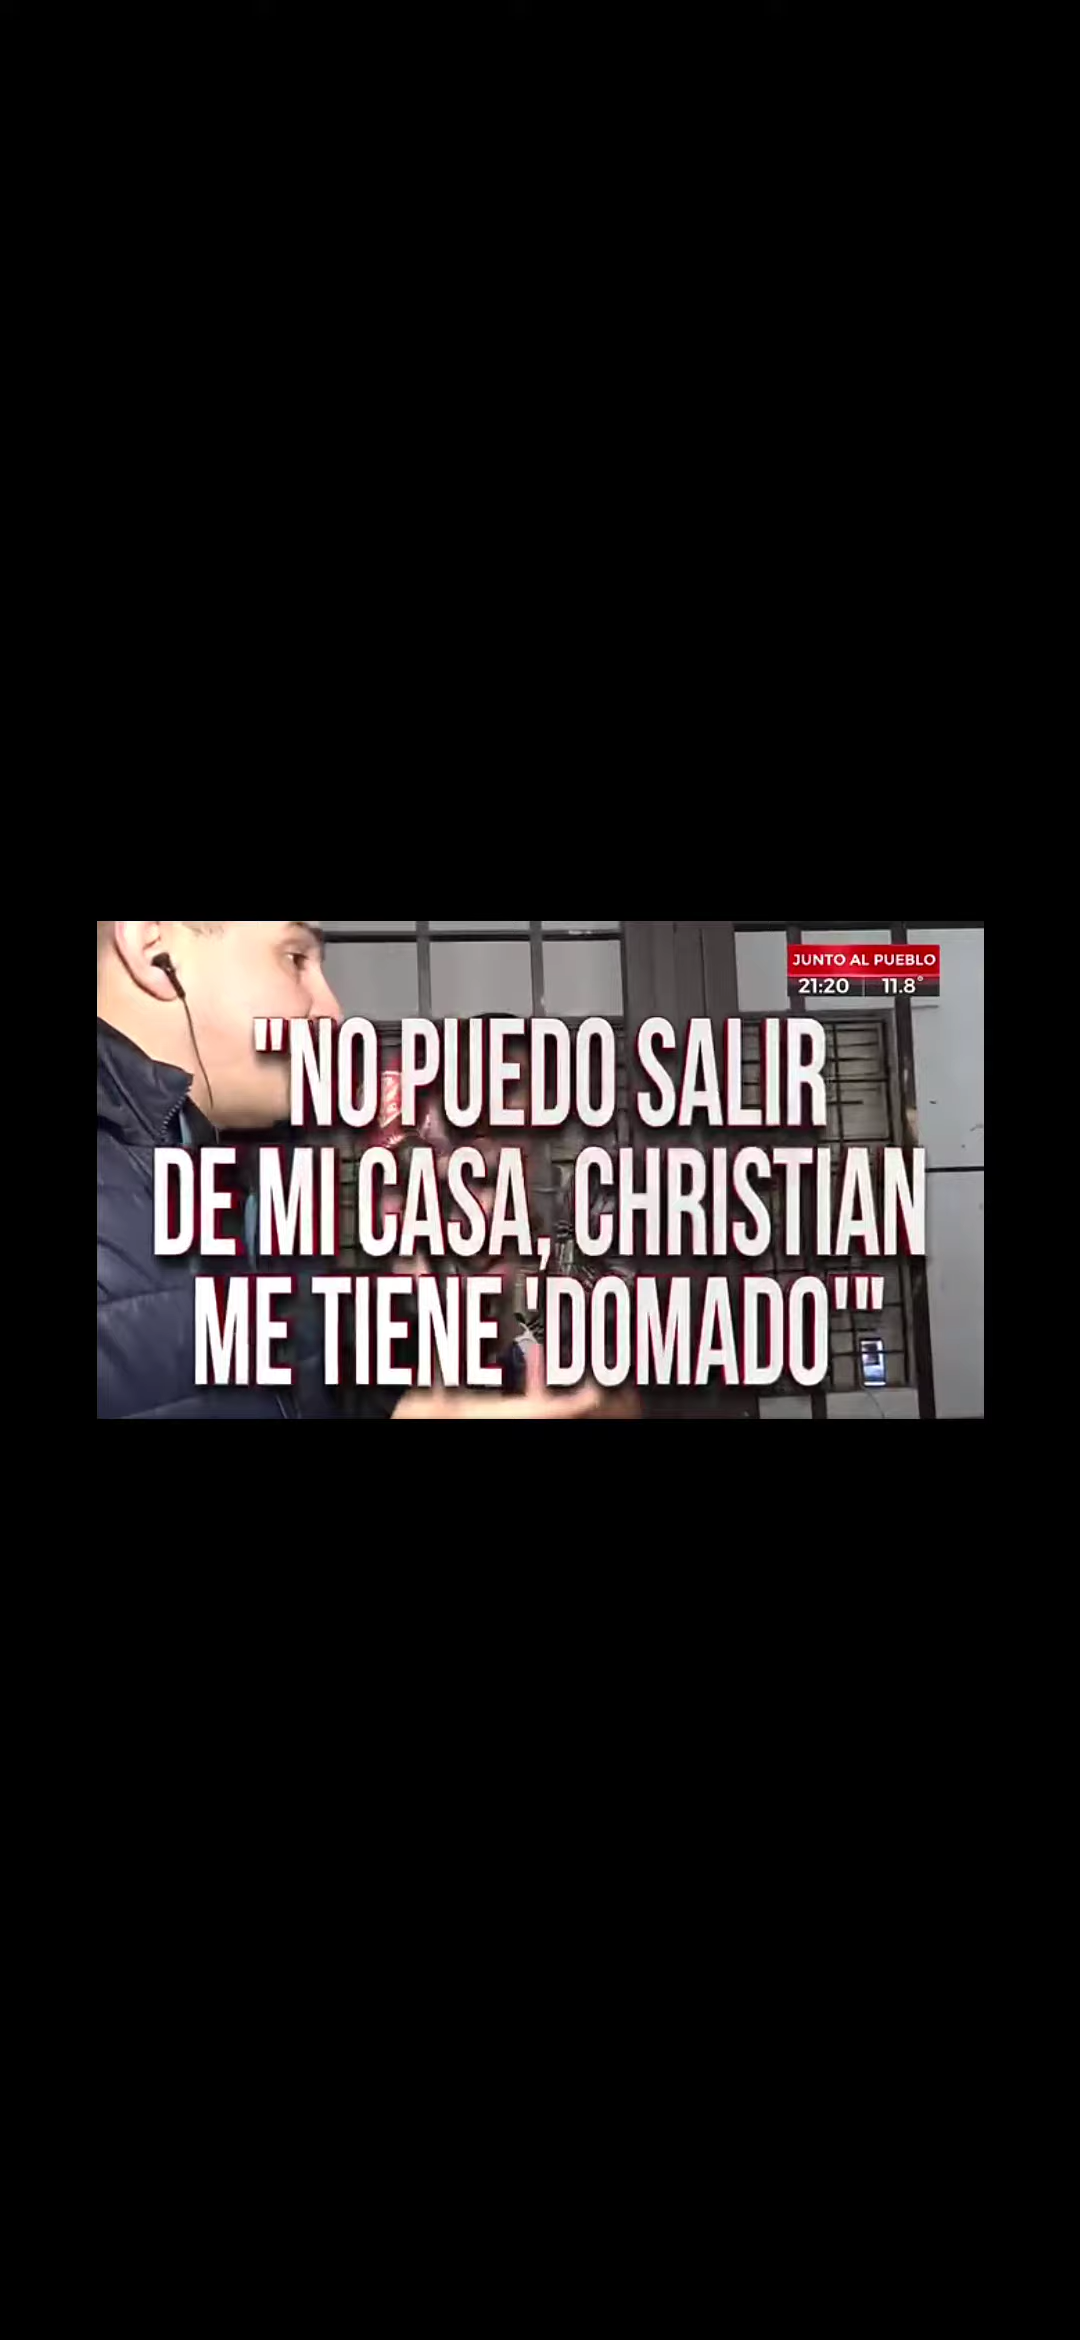 JUNTO AL PUEBLO
21:20 11.8°
"NO PUEDO SALIR
DE MI CASA, CHRISTIAN
ME TIENE 'DOMADO'"